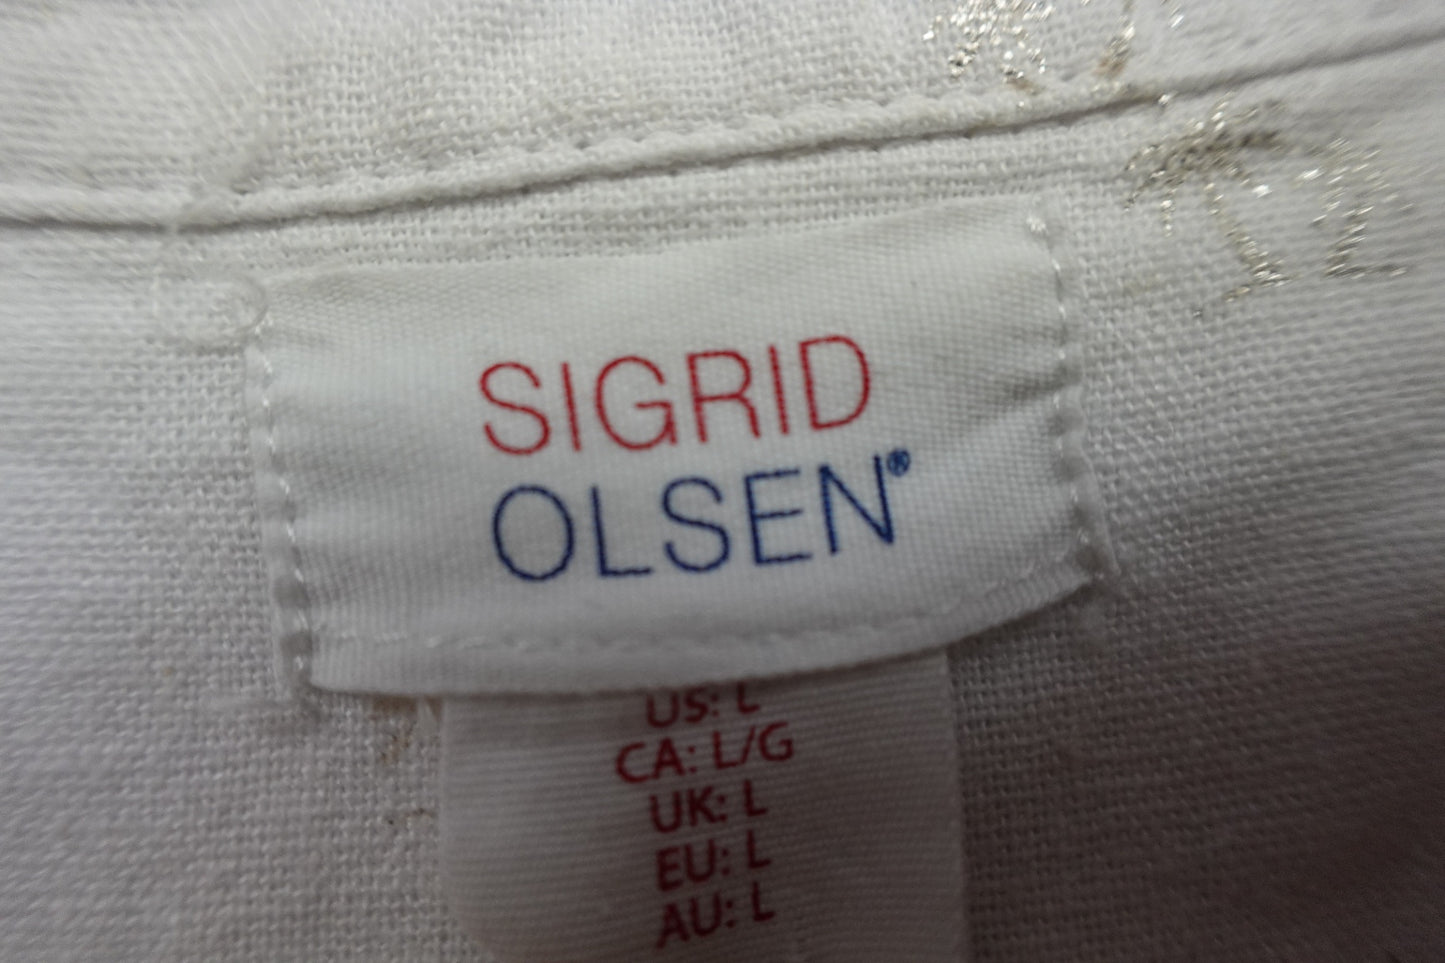 SIGRID
OLSEN®
US: L
CA: L/G
UK: L
EU: L
AU: L